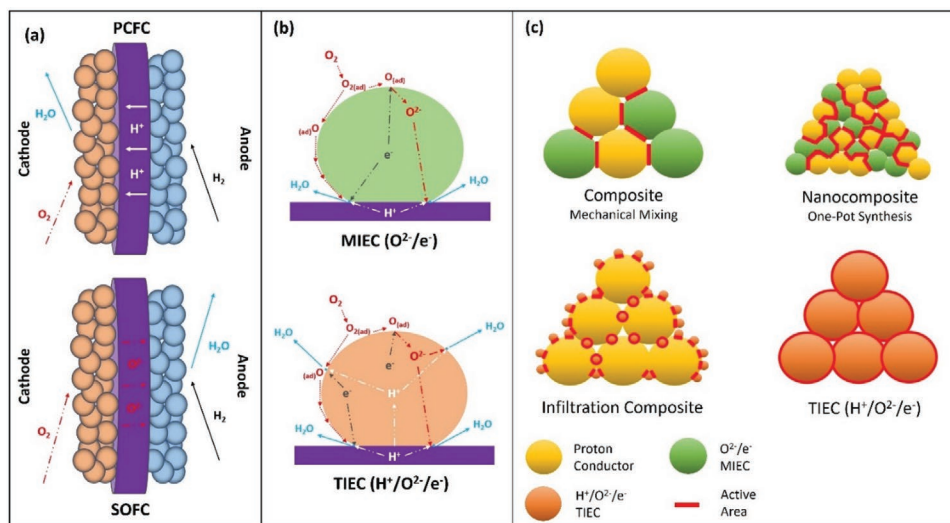 (a)
PCFC
Cathode
Anode
H₂O
H⁺
H⁺
O₂
H₂
Cathode
Anode
H₂O
O₂
H₂
SOFC
(b)
O₂
O₂(ad)
O(ad)
(ad)O
O²⁻
e⁻
H₂O
H₂O
H⁺
MIEC (O²⁻/e⁻)
O₂
O₂(ad)
O(ad)
H₂O
(ad)O
e⁻
O²⁻
H⁺
H₂O
H₂O
H⁺
TIEC (H⁺/O²⁻/e⁻)
(c)
Composite
Mechanical Mixing
Nanocomposite
One-Pot Synthesis
Infiltration Composite
TIEC (H⁺/O²⁻/e⁻)
Proton
Conductor
O²⁻/e⁻
MIEC
H⁺/O²⁻/e⁻
TIEC
Active
Area